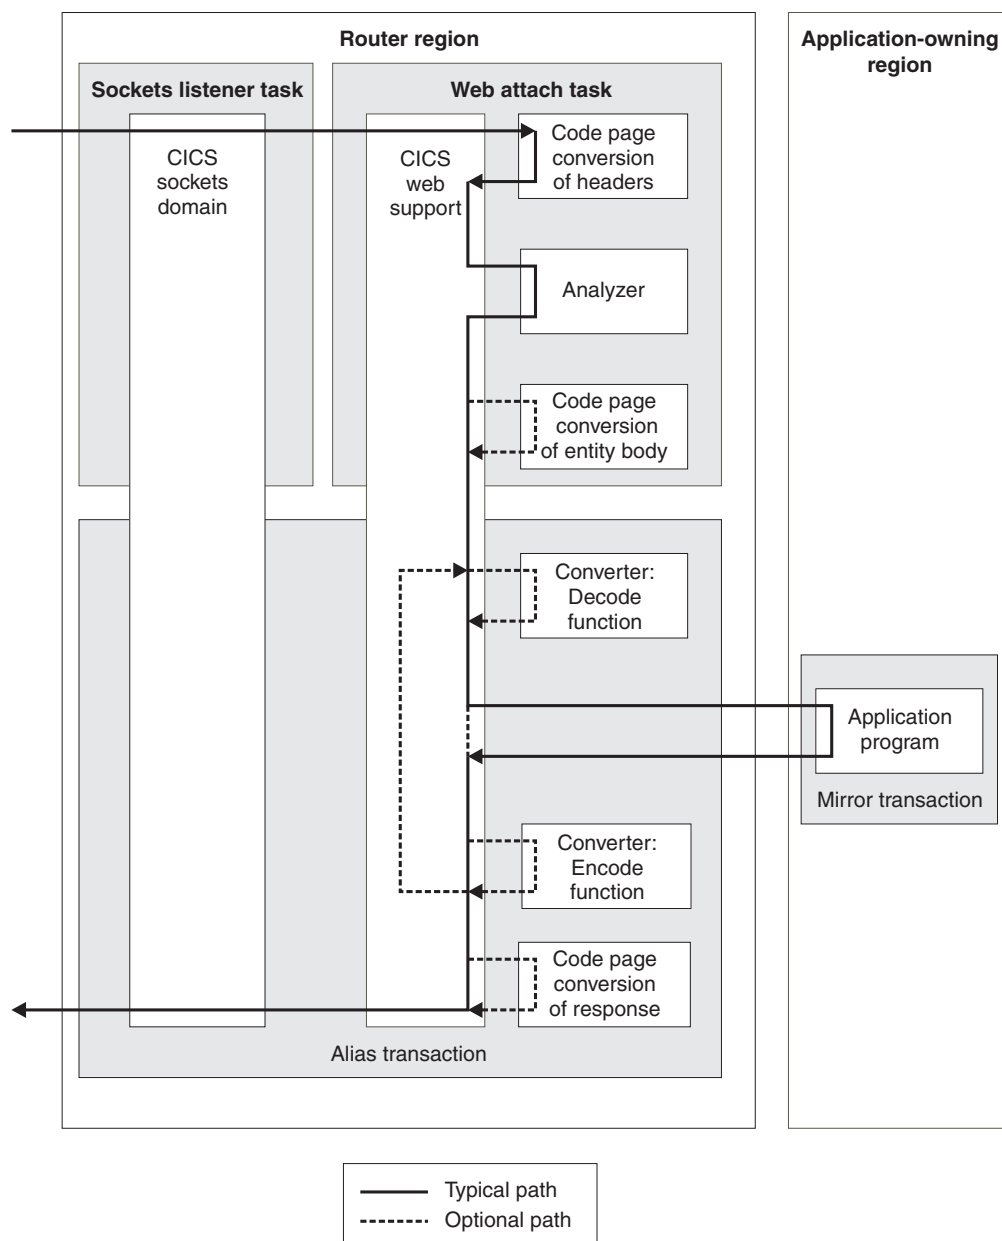 Router region
Application-owning
region
Sockets listener task
Web attach task
CICS
sockets
domain
CICS
web
support
Code page
conversion
of headers
Analyzer
Code page
conversion
of entity body
Converter:
Decode
function
Application
program
Mirror transaction
Converter:
Encode
function
Code page
conversion
of response
Alias transaction
Typical path
Optional path